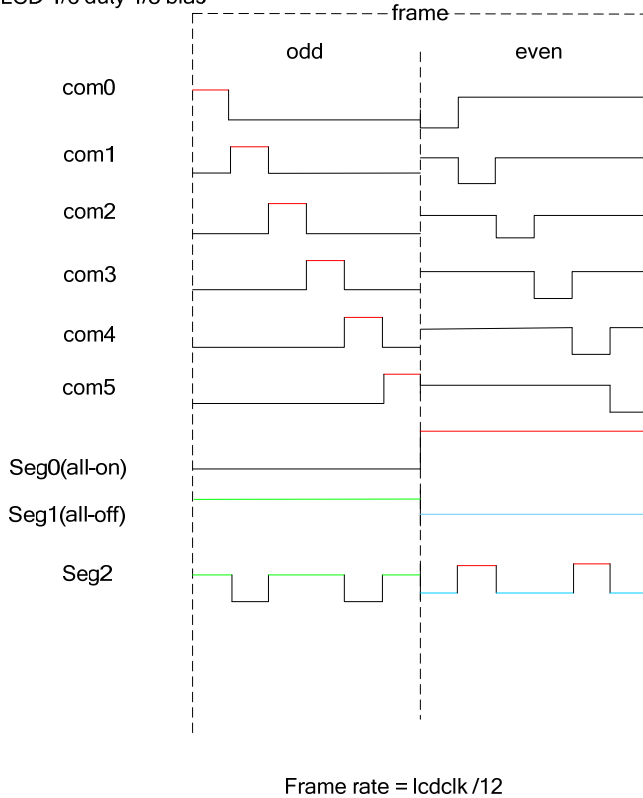 frame
odd even
com0
com1
com2
com3
com4
com5
Seg0(all-on)
Seg1(all-off)
Seg2
Frame rate = lcdclk /12